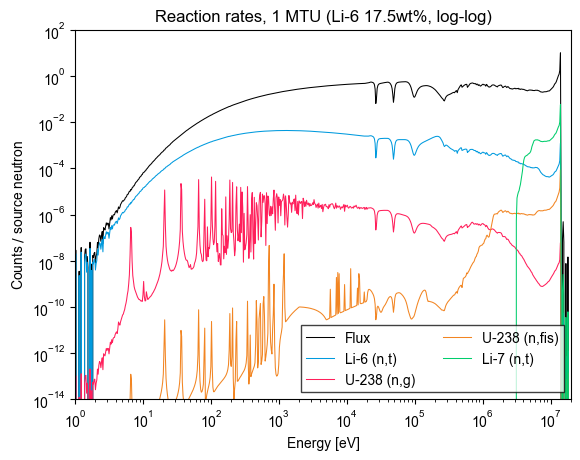 Reaction rates, 1 MTU (Li-6 17.5wt%, log-log)
Counts / source neutron
10²
10⁰
10⁻²
10⁻⁴
10⁻⁶
10⁻⁸
10⁻¹⁰
10⁻¹²
10⁻¹⁴
Flux
Li-6 (n,t)
U-238 (n,g)
U-238 (n,fis)
Li-7 (n,t)
10⁰ 10¹ 10² 10³ 10⁴ 10⁵ 10⁶ 10⁷
Energy [eV]